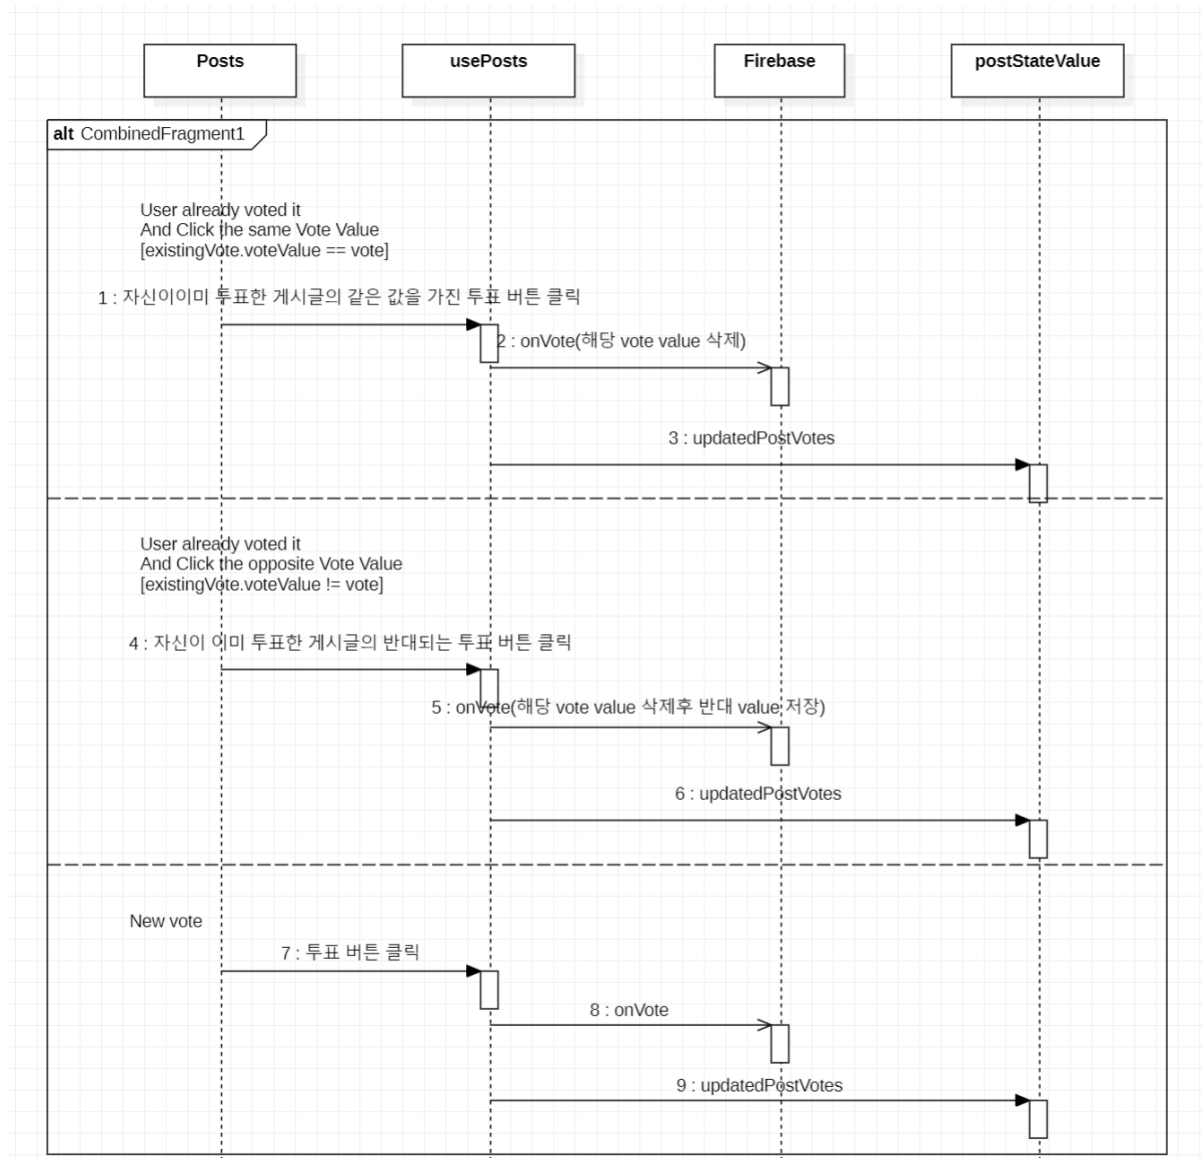 Posts
usePosts
Firebase
postStateValue
alt CombinedFragment1
User already voted it
And Click the same Vote Value
[existingVote.voteValue == vote]
1 : 자신이이미 투표한 게시글의 같은 값을 가진 투표 버튼 클릭
2 : onVote(해당 vote value 삭제)
3 : updatedPostVotes
User already voted it
And Click the opposite Vote Value
[existingVote.voteValue != vote]
4 : 자신이 이미 투표한 게시글의 반대되는 투표 버튼 클릭
5 : onVote(해당 vote value 삭제후 반대 value 저장)
6 : updatedPostVotes
New vote
7 : 투표 버튼 클릭
8 : onVote
9 : updatedPostVotes